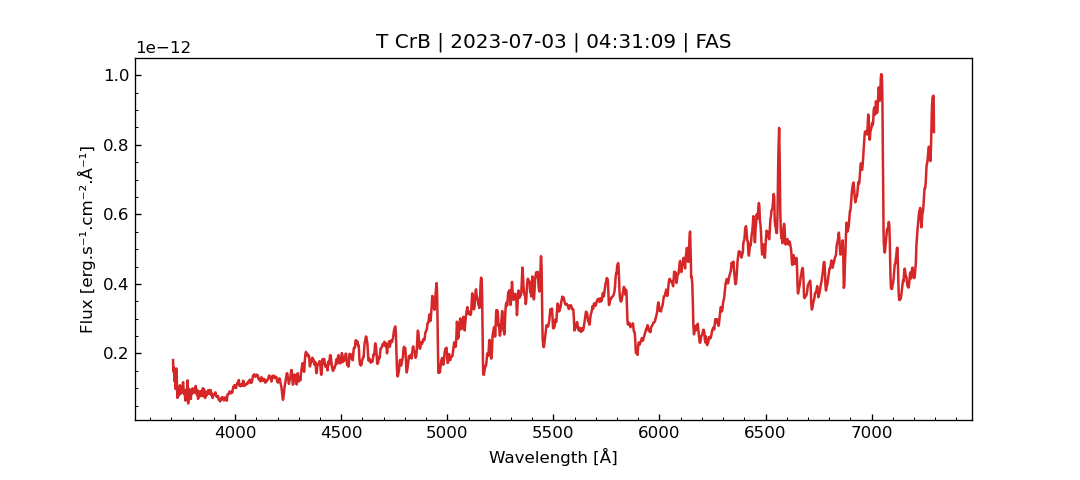 T CrB | 2023-07-03 | 04:31:09 | FAS
1e−12
1.0
0.8
0.6
0.4
0.2
Flux [erg.s⁻¹.cm⁻².Å⁻¹]
4000 4500 5000 5500 6000 6500 7000
Wavelength [Å]